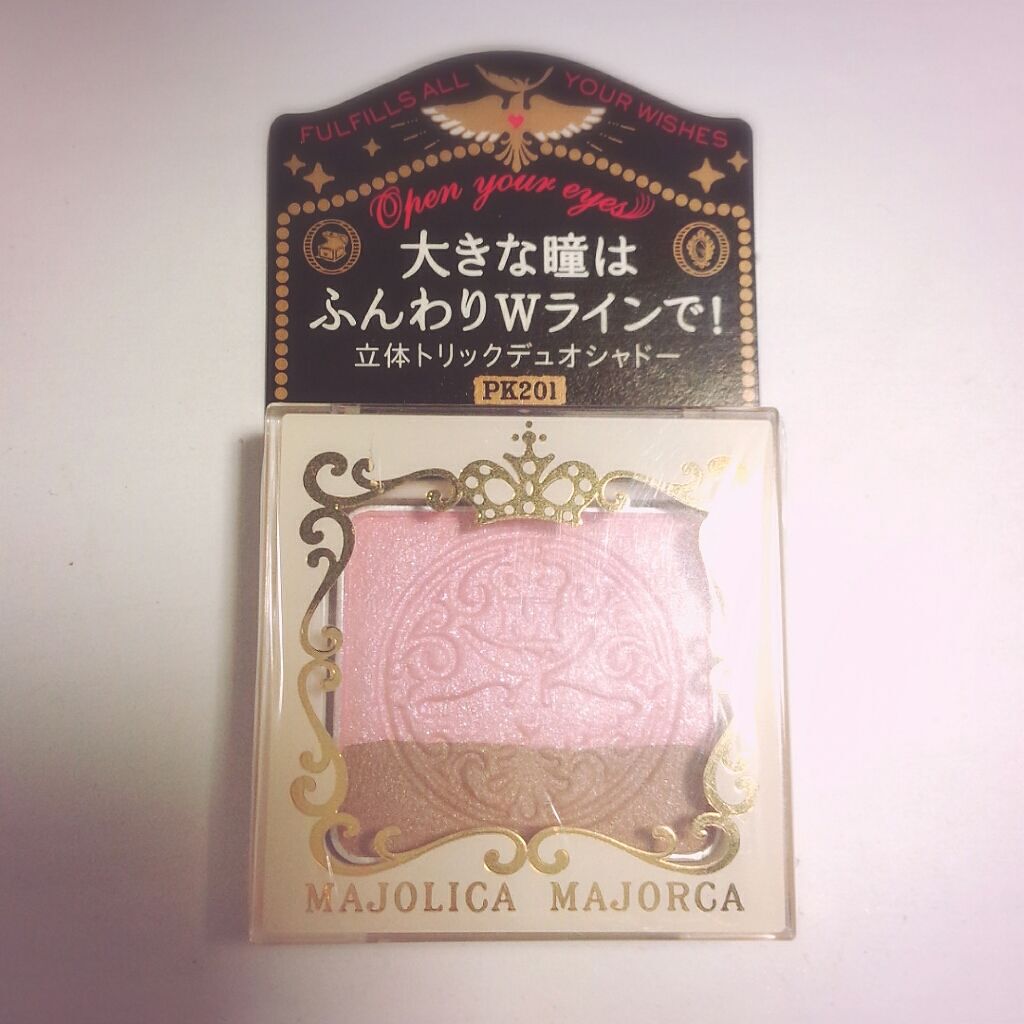 FULFILLS ALL YOUR WISHES
Open your eyes
大きな瞳は
ふんわりWラインで!
立体トリックデュオシャドー
PK201
MAJOLICA MAJORCA